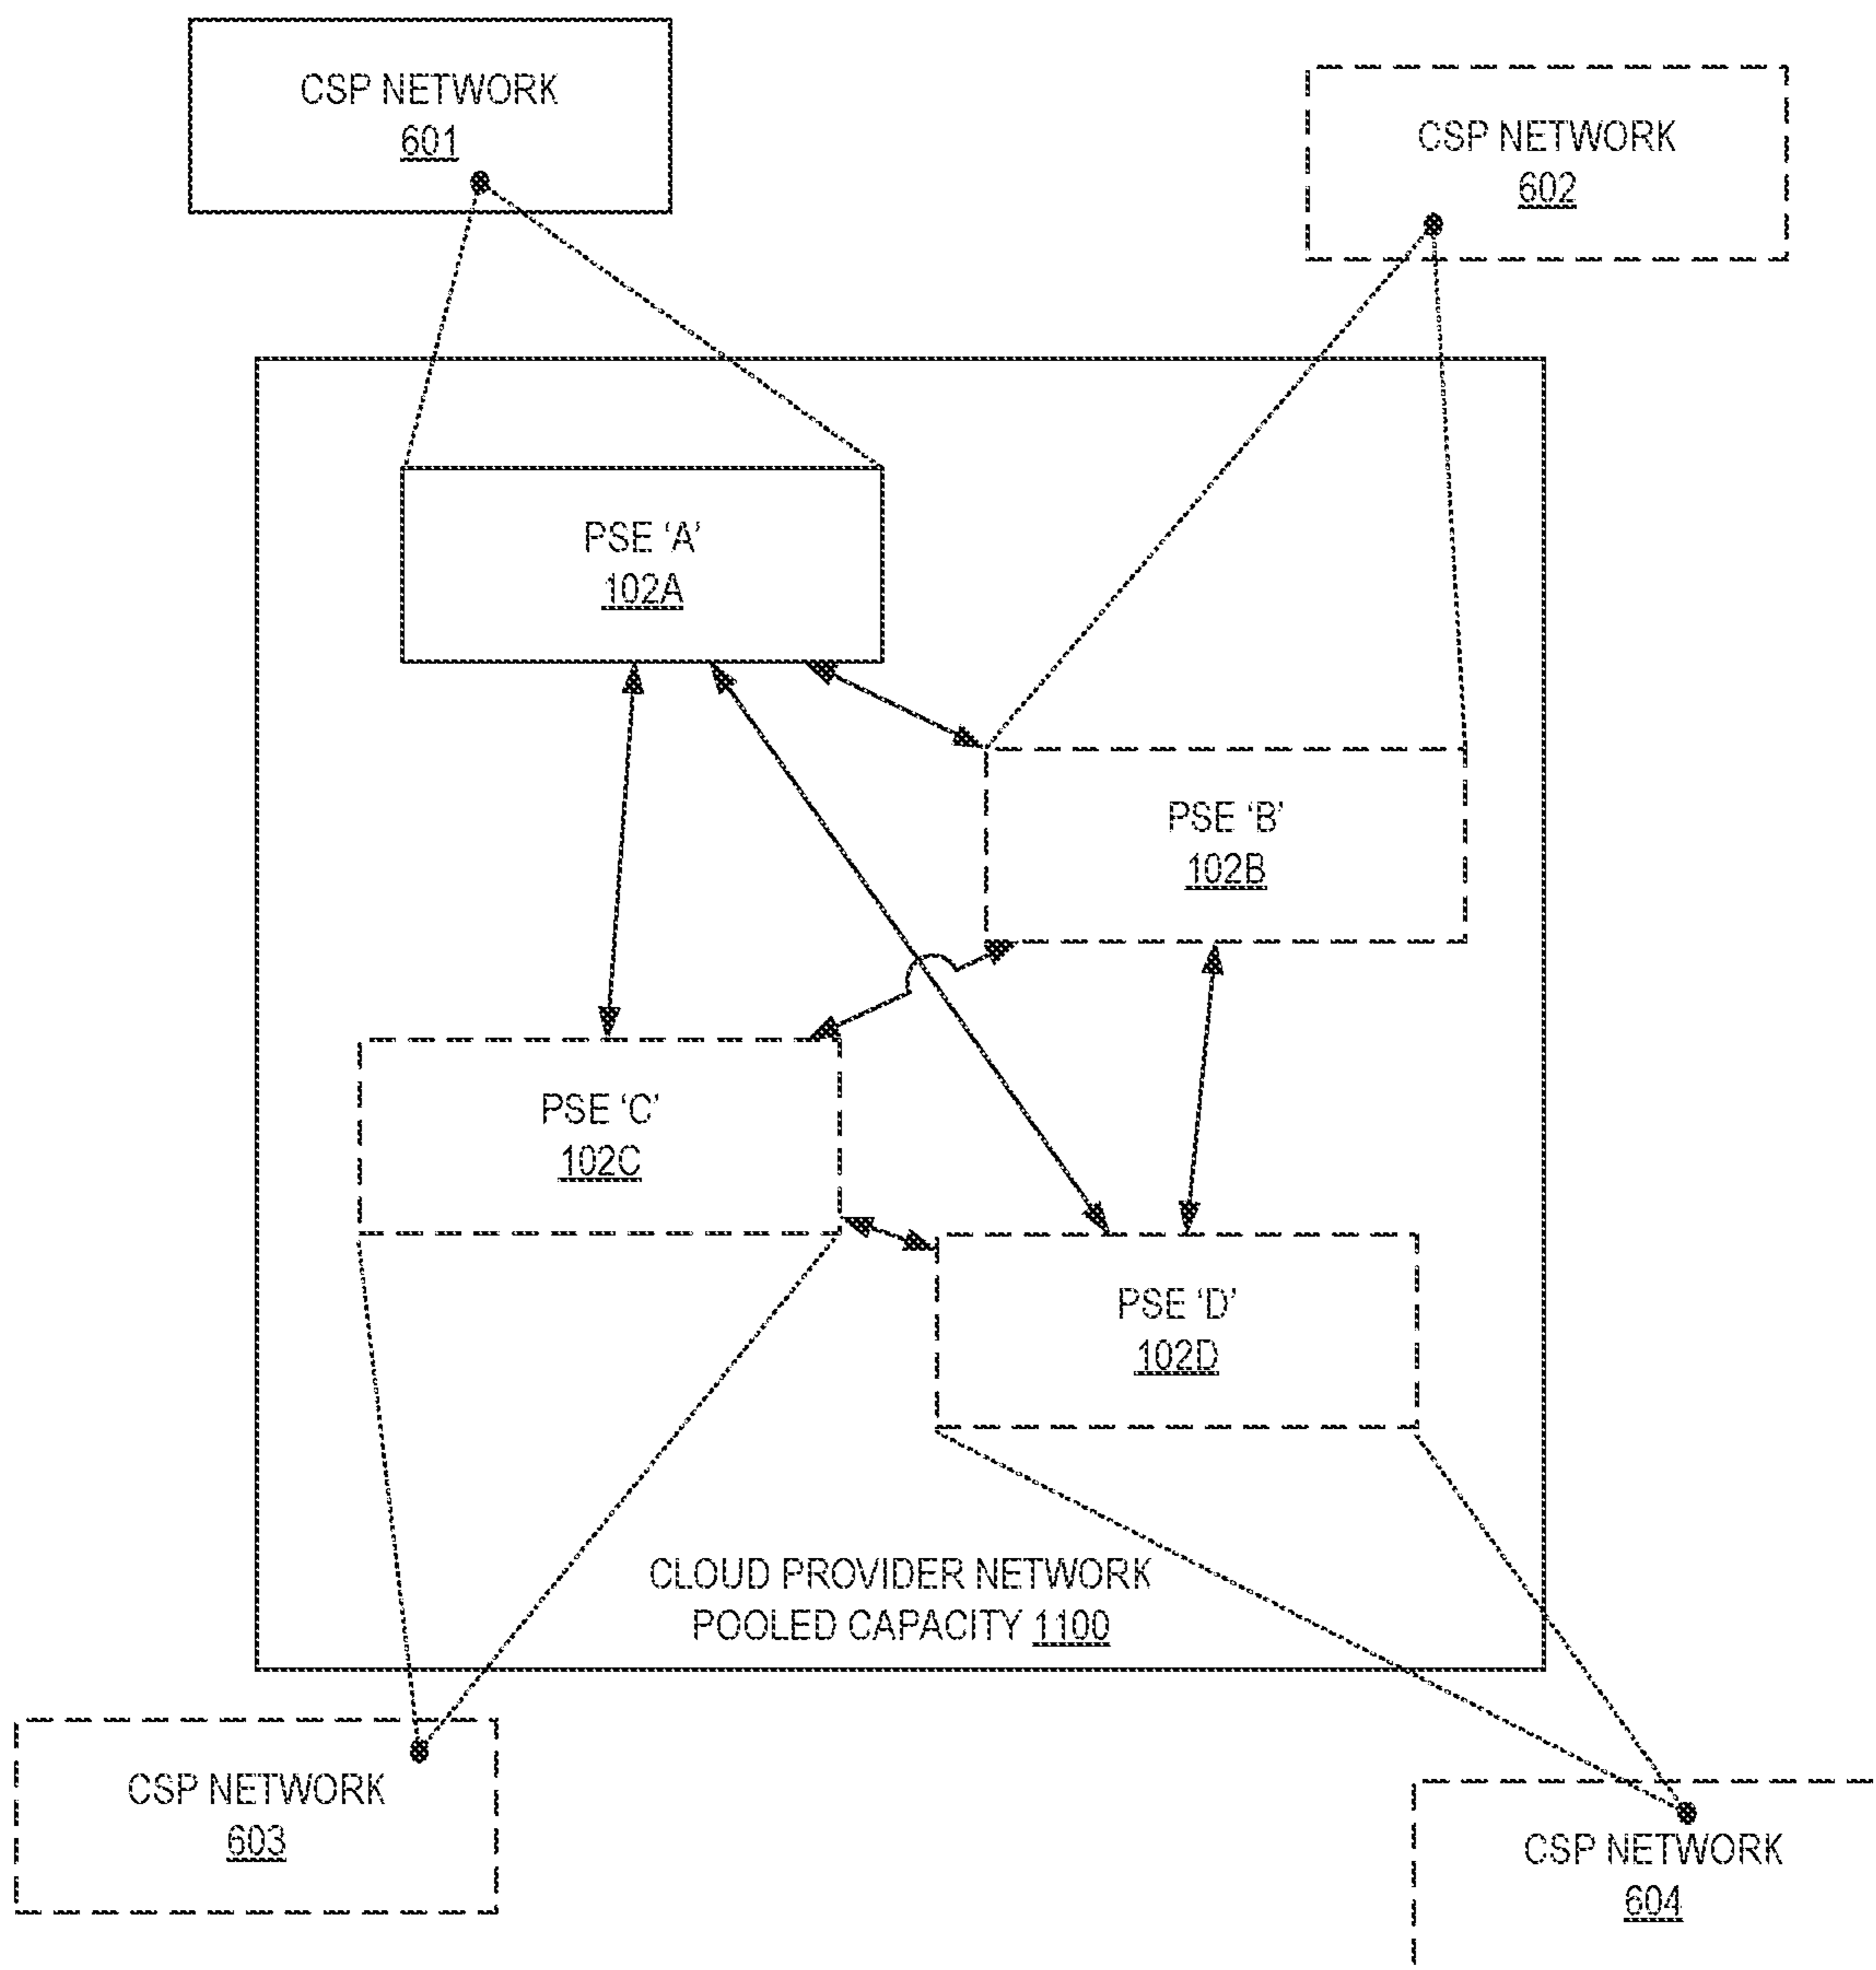 CSP NETWORK
601
CSP NETWORK
602
PSE ‘A’
102A
PSE ‘B’
102B
PSE ‘C’
102C
PSE ‘D’
102D
CLOUD PROVIDER NETWORK
POOLED CAPACITY 1100
CSP NETWORK
603
CSP NETWORK
604